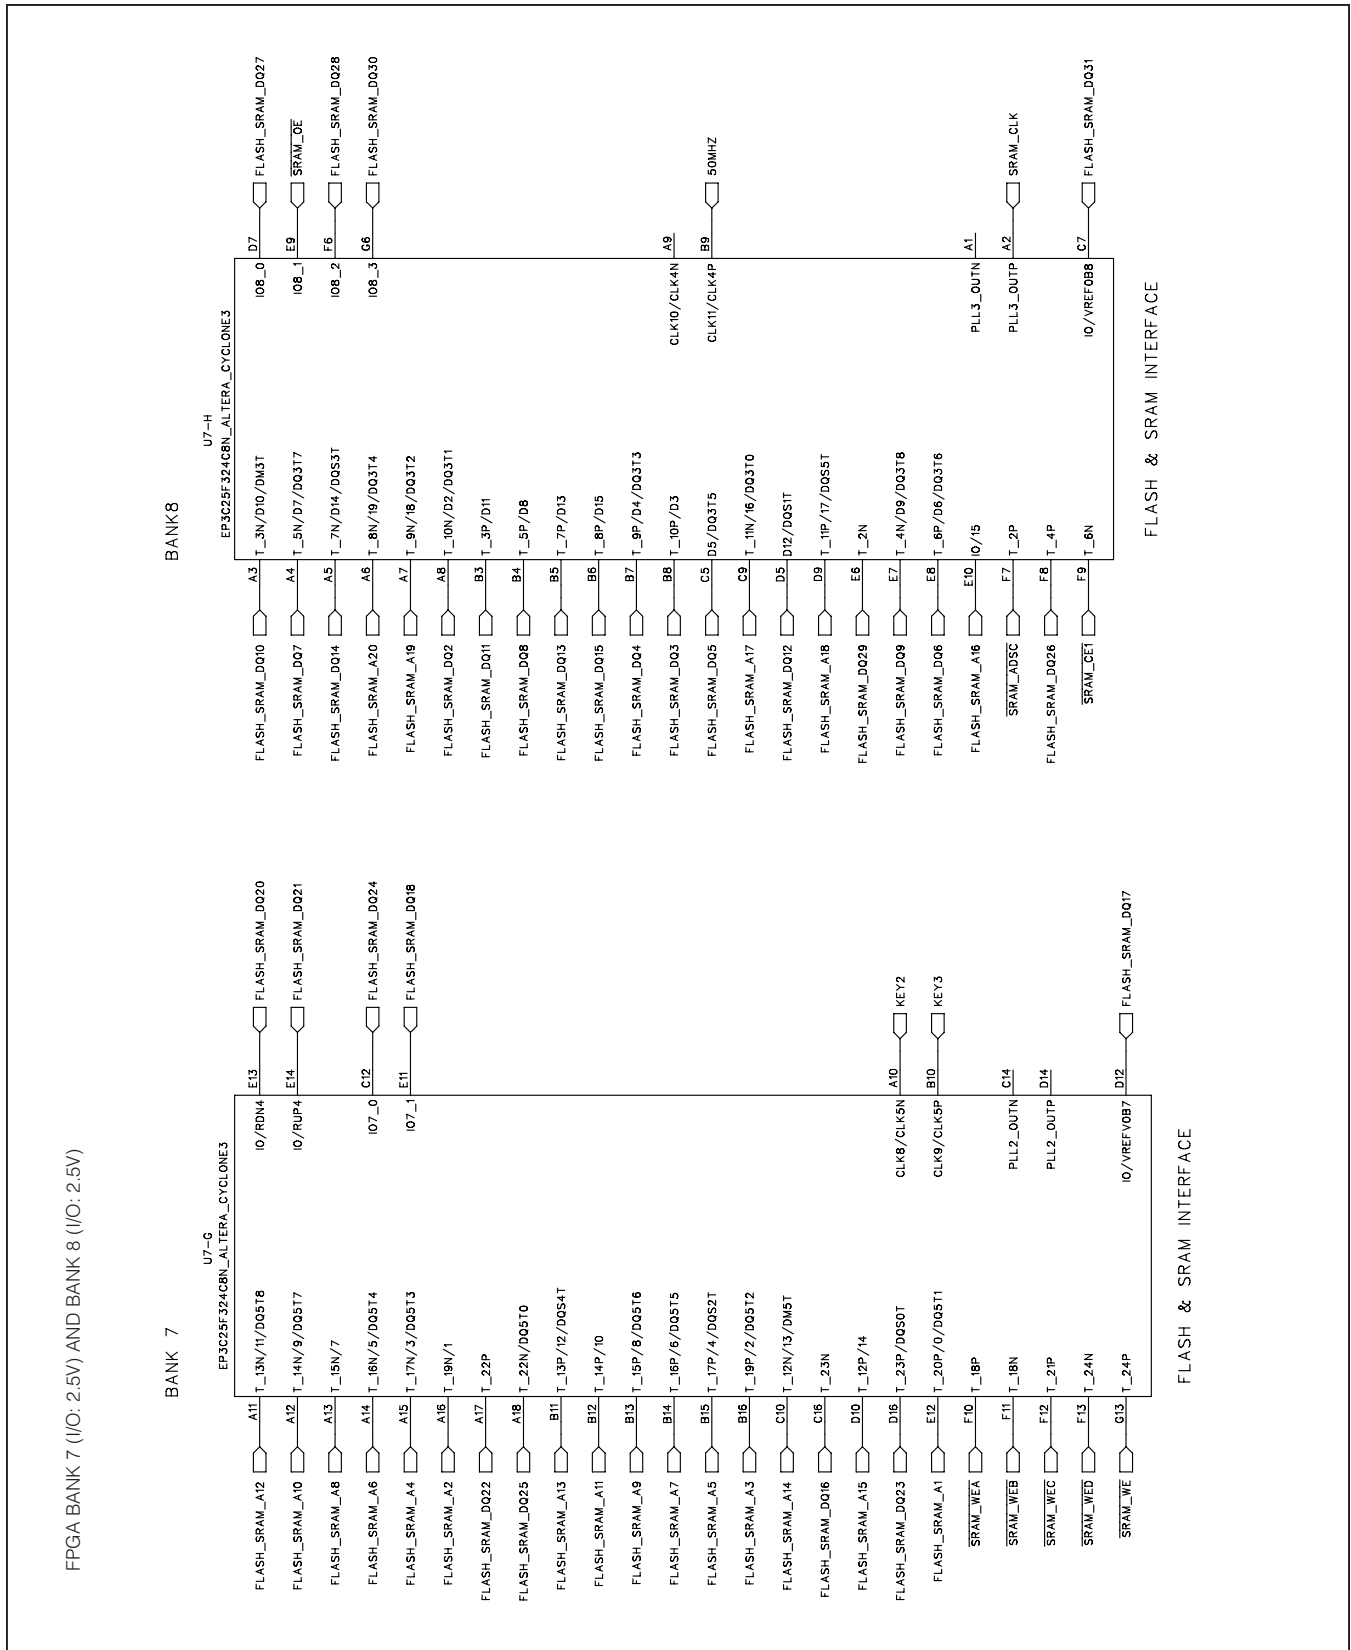 FPGA BANK 7 (I/O: 2.5V) AND BANK 8 (I/O: 2.5V)
BANK 7
U7-G
EP3C25F324C8N_ALTERA_CYCLONE3
FLASH_SRAM_A12 A11 T_13N/11/DQ5T8
FLASH_SRAM_A10 A12 T_14N/9/DQ5T7
FLASH_SRAM_A8 A13 T_15N/7
FLASH_SRAM_A6 A14 T_16N/5/DQ5T4
FLASH_SRAM_A4 A15 T_17N/3/DQ5T3
FLASH_SRAM_A2 A16 T_19N/1
FLASH_SRAM_DQ22 A17 T_22P
FLASH_SRAM_DQ25 A18 T_22N/DQ5T0
FLASH_SRAM_A13 B11 T_13P/12/DQS4T
FLASH_SRAM_A11 B12 T_14P/10
FLASH_SRAM_A9 B13 T_15P/8/DQ5T6
FLASH_SRAM_A7 B14 T_16P/6/DQ5T5
FLASH_SRAM_A5 B15 T_17P/4/DQS2T
FLASH_SRAM_A3 B16 T_19P/2/DQ5T2
FLASH_SRAM_A14 C10 T_12N/13/DM5T
FLASH_SRAM_DQ16 C16 T_23N
FLASH_SRAM_A15 D10 T_12P/14
FLASH_SRAM_DQ23 D16 T_23P/DQS0T
FLASH_SRAM_A1 E12 T_20P/0/DQ5T1
SRAM_WEA F10 T_18P
SRAM_WEB F11 T_18N
SRAM_WEC F12 T_21P
SRAM_WED F13 T_24N
SRAM_WE G13 T_24P
IO/RDN4 E13 FLASH_SRAM_DQ20
IO/RUP4 E14 FLASH_SRAM_DQ21
IO7_0 C12 FLASH_SRAM_DQ24
IO7_1 E11 FLASH_SRAM_DQ18
CLK8/CLK5N A10 KEY2
CLK9/CLK5P B10 KEY3
PLL2_OUTN C14
PLL2_OUTP D14
IO/VREFV0B7 D12 FLASH_SRAM_DQ17
FLASH & SRAM INTERFACE
BANK8
U7-H
EP3C25F324C8N_ALTERA_CYCLONE3
FLASH_SRAM_DQ10 A3 T_3N/D10/DM3T
FLASH_SRAM_DQ7 A4 T_5N/D7/DQ3T7
FLASH_SRAM_DQ14 A5 T_7N/D14/DQS3T
FLASH_SRAM_A20 A6 T_8N/19/DQ3T4
FLASH_SRAM_A19 A7 T_9N/18/DQ3T2
FLASH_SRAM_DQ2 A8 T_10N/D2/DQ3T1
FLASH_SRAM_DQ11 B3 T_3P/D11
FLASH_SRAM_DQ8 B4 T_5P/D8
FLASH_SRAM_DQ13 B5 T_7P/D13
FLASH_SRAM_DQ15 B6 T_8P/D15
FLASH_SRAM_DQ4 B7 T_9P/D4/DQ3T3
FLASH_SRAM_DQ3 B8 T_10P/D3
FLASH_SRAM_DQ5 C5 D5/DQ3T5
FLASH_SRAM_A17 C9 T_11N/16/DQ3T0
FLASH_SRAM_DQ12 D5 D12/DQS1T
FLASH_SRAM_A18 D9 T_11P/17/DQS5T
FLASH_SRAM_DQ29 E6 T_2N
FLASH_SRAM_DQ9 E7 T_4N/D9/DQ3T8
FLASH_SRAM_DQ6 E8 T_6P/D6/DQ3T6
FLASH_SRAM_A16 E10 IO/15
SRAM_ADSC F7 T_2P
FLASH_SRAM_DQ26 F8 T_4P
SRAM_CE1 F9 T_6N
IO8_0 D7 FLASH_SRAM_DQ27
IO8_1 E9 SRAM_OE
IO8_2 F6 FLASH_SRAM_DQ28
IO8_3 G6 FLASH_SRAM_DQ30
CLK10/CLK4N A9
CLK11/CLK4P B9 50MHZ
PLL3_OUTN A1
PLL3_OUTP A2 SRAM_CLK
IO/VREF0B8 C7 FLASH_SRAM_DQ31
FLASH & SRAM INTERFACE